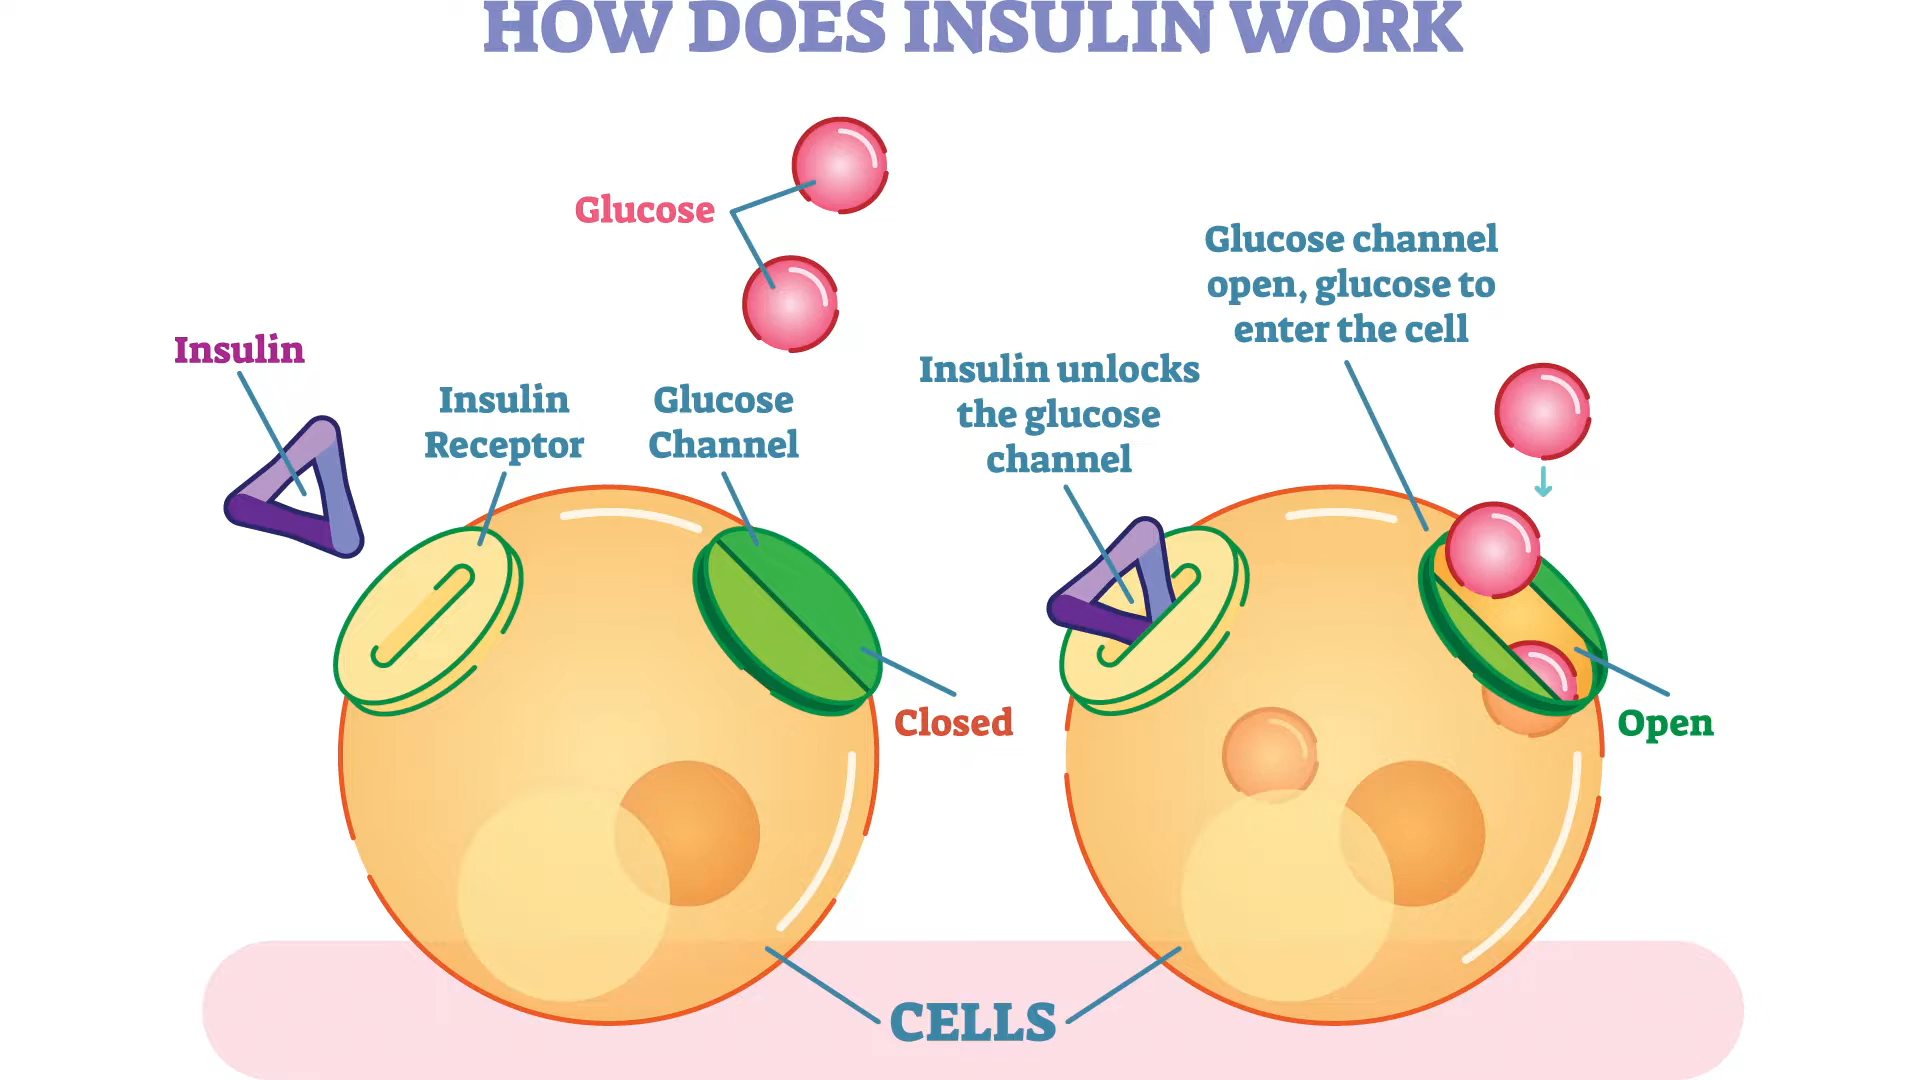 HOW DOES INSULIN WORK
Glucose
Insulin
Insulin
Receptor
Glucose
Channel
Closed
Insulin unlocks
the glucose
channel
Glucose channel
open, glucose to
enter the cell
Open
CELLS